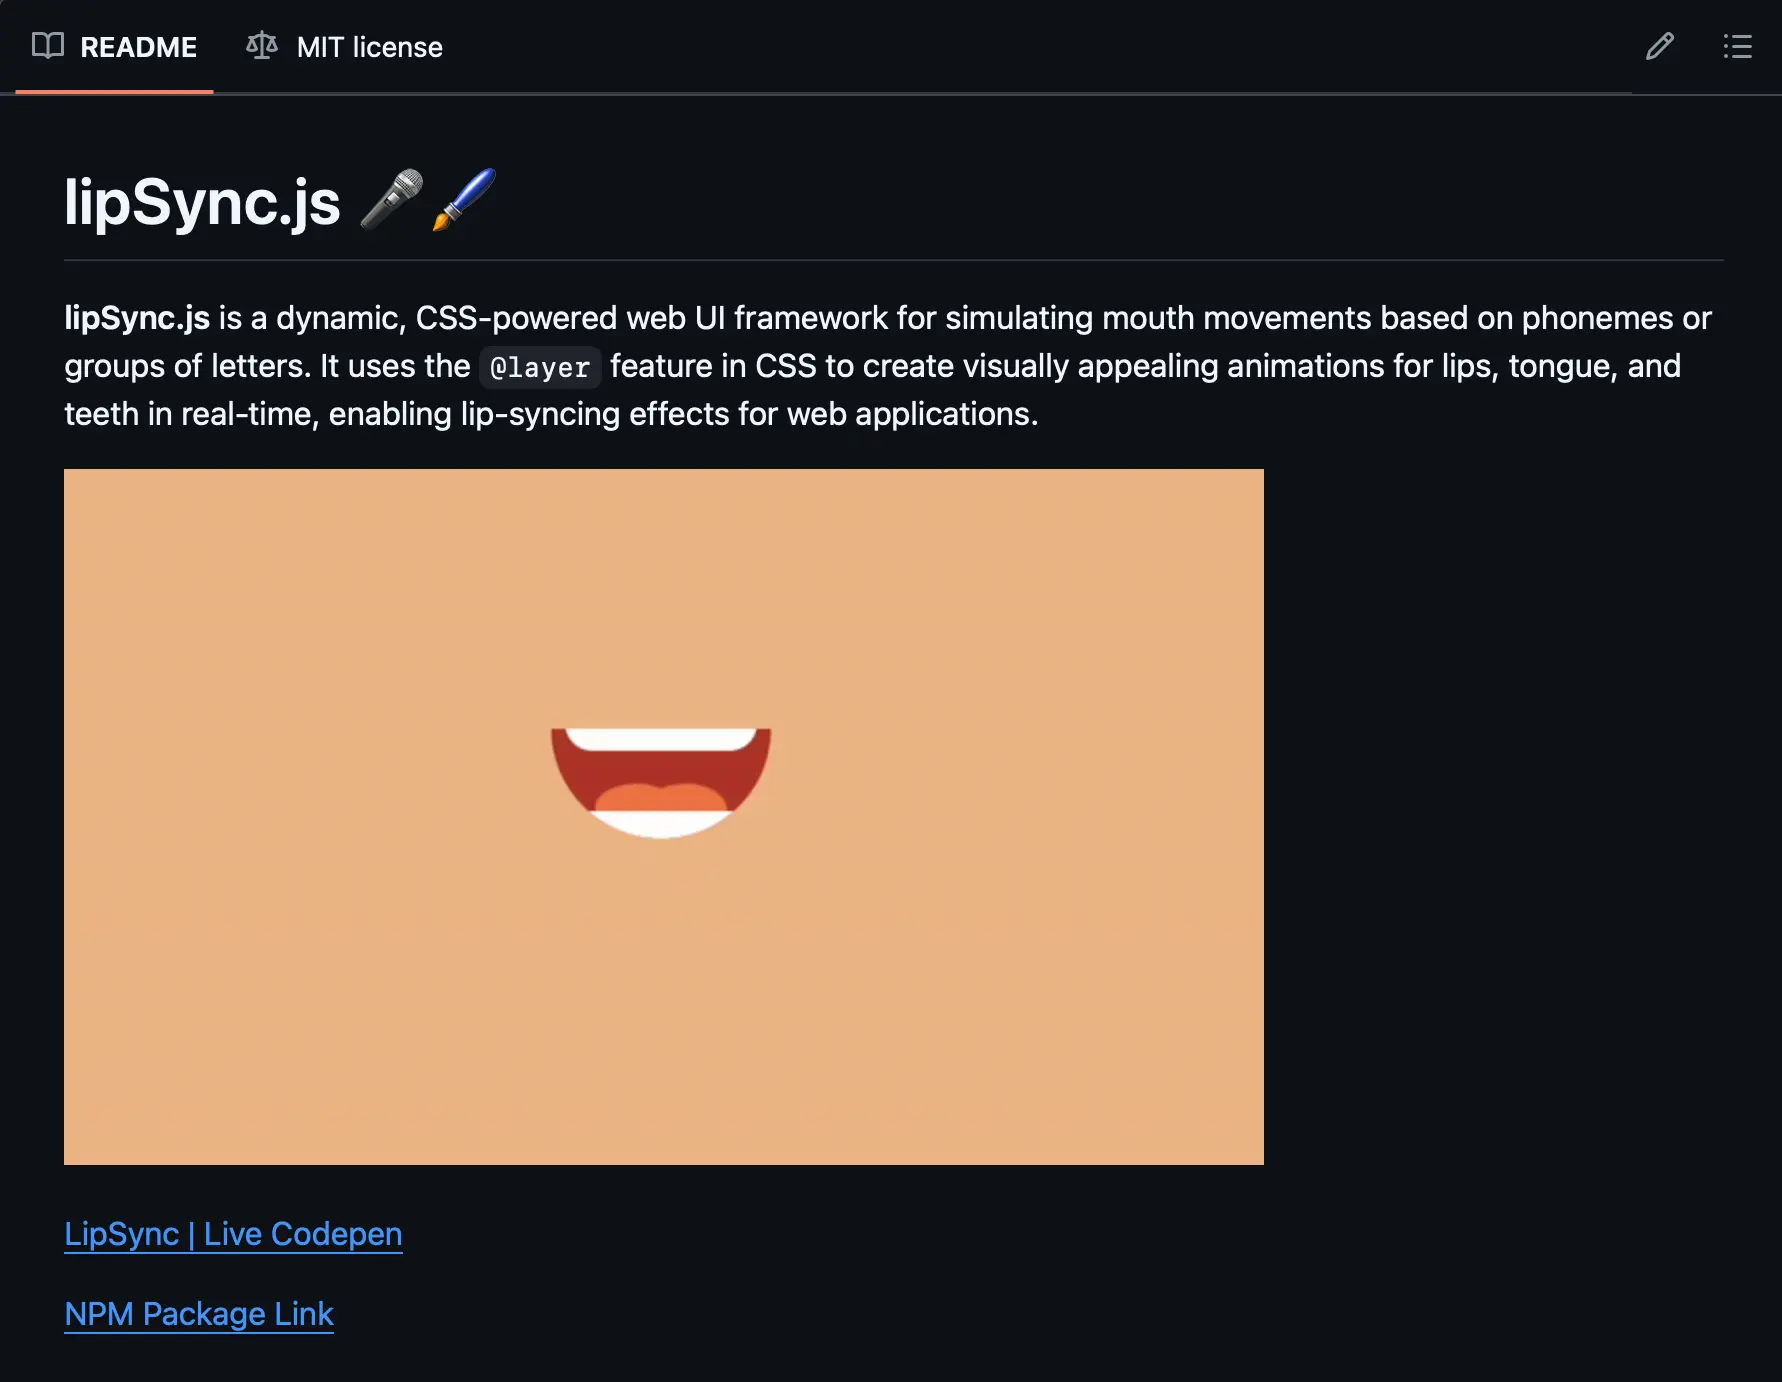 README
MIT license
lipSync.js 🎤🖌️
lipSync.js is a dynamic, CSS-powered web UI framework for simulating mouth movements based on phonemes or
groups of letters. It uses the @layer feature in CSS to create visually appealing animations for lips, tongue, and
teeth in real-time, enabling lip-syncing effects for web applications.
LipSync | Live Codepen
NPM Package Link